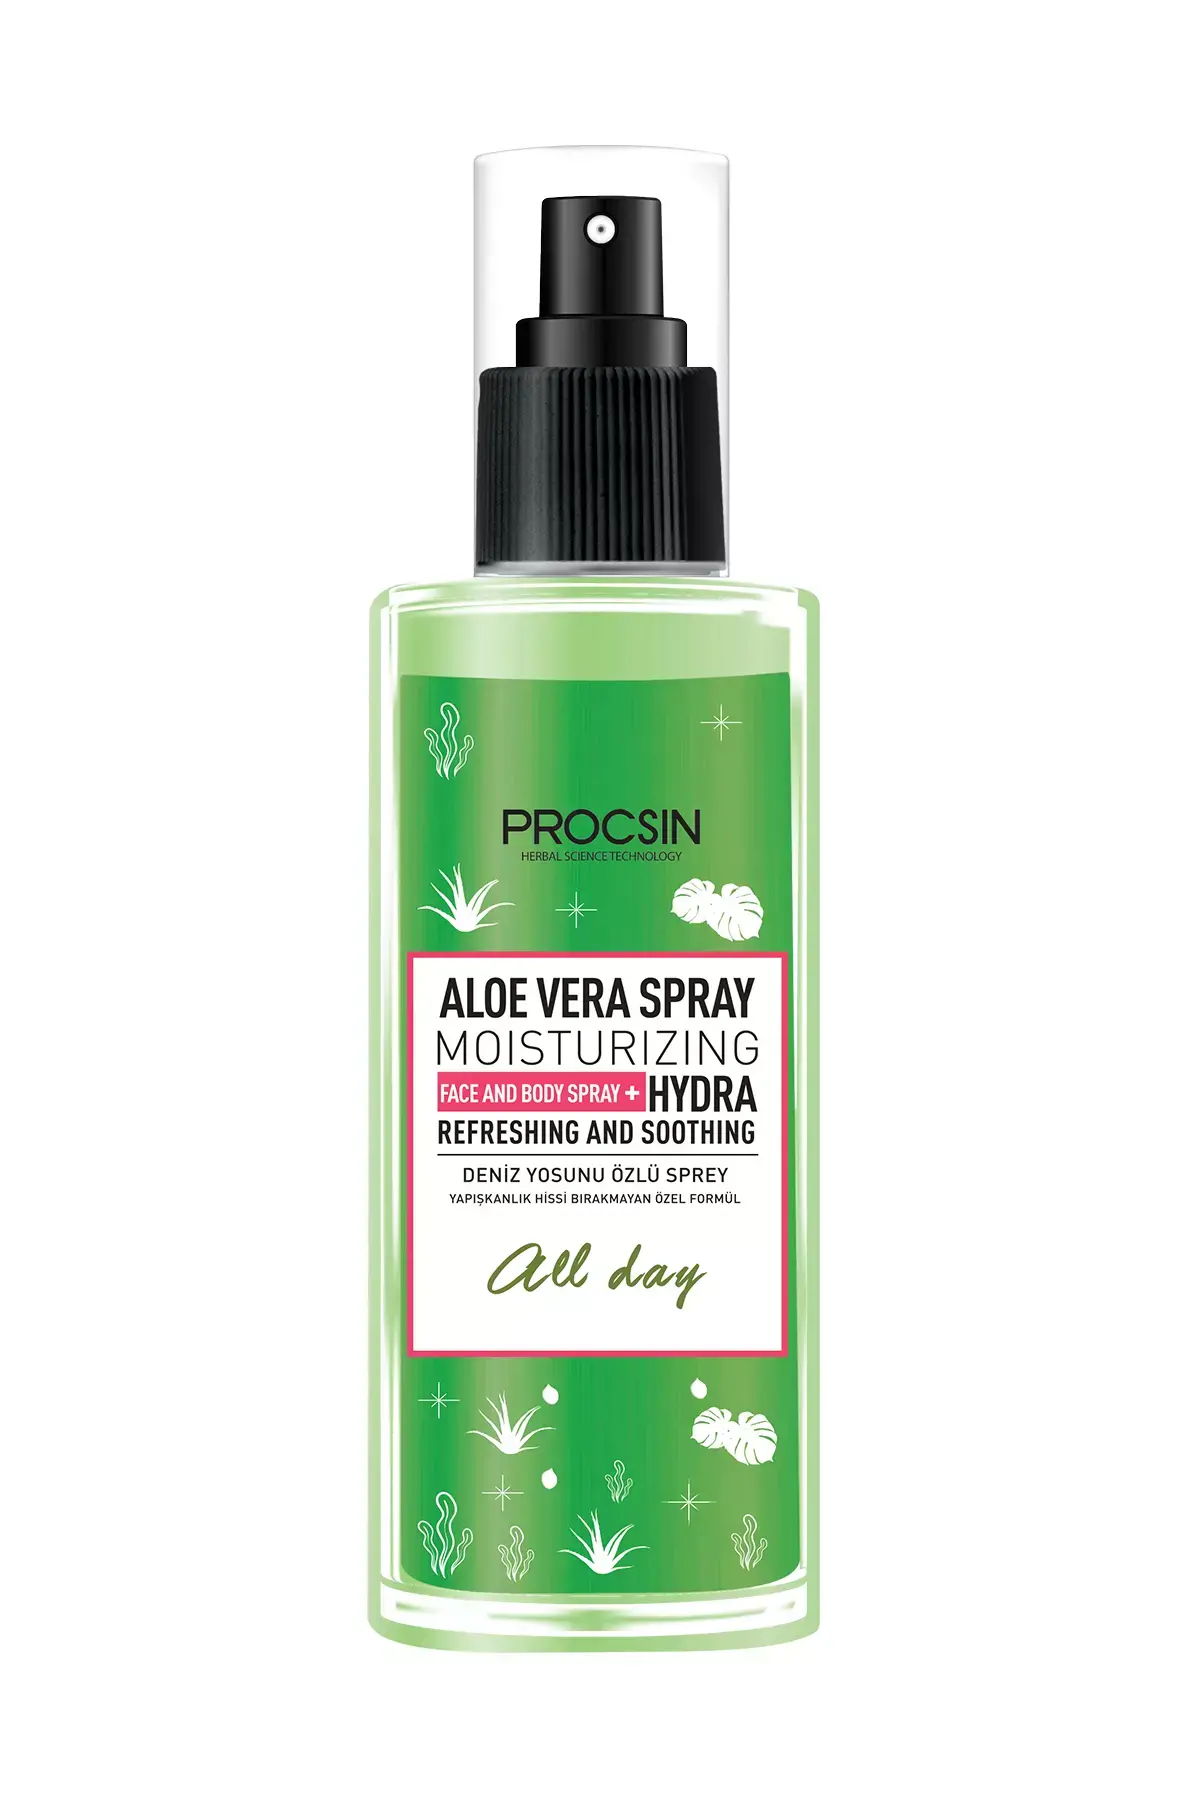 PROCSIN
HERBAL SCIENCE TECHNOLOGY
ALOE VERA SPRAY
MOISTURIZING
FACE AND BODY SPRAY + HYDRA
REFRESHING AND SOOTHING
DENİZ YOSUNU ÖZLÜ SPREY
YAPIŞKANLIK HİSSİ BIRAKMAYAN ÖZEL FORMÜL
All day